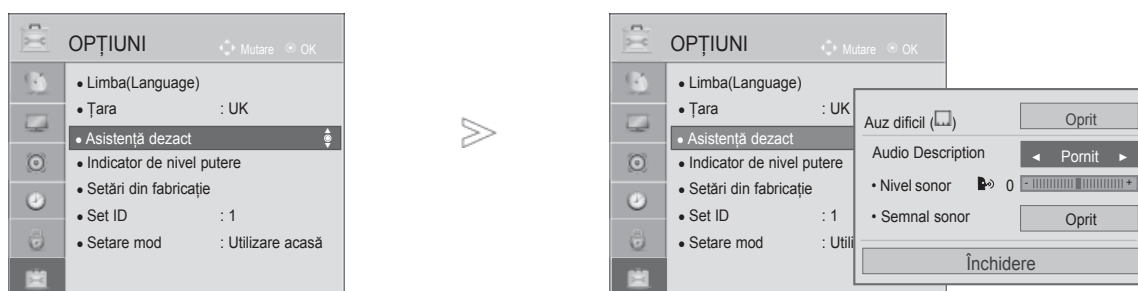 OPȚIUNI Mutare OK
• Limba(Language)
• Țara : UK
• Asistență dezact
• Indicator de nivel putere
• Setări din fabricație
• Set ID : 1
• Setare mod : Utilizare acasă
OPȚIUNI Mutare OK
• Limba(Language)
• Țara : UK
• Asistență dezact
• Indicator de nivel putere
• Setări din fabricație
• Set ID : 1
• Setare mod : Utili
Auz dificil ( ) Oprit
Audio Description ◄ Pornit ►
• Nivel sonor 0 - +
• Semnal sonor Oprit
Închidere